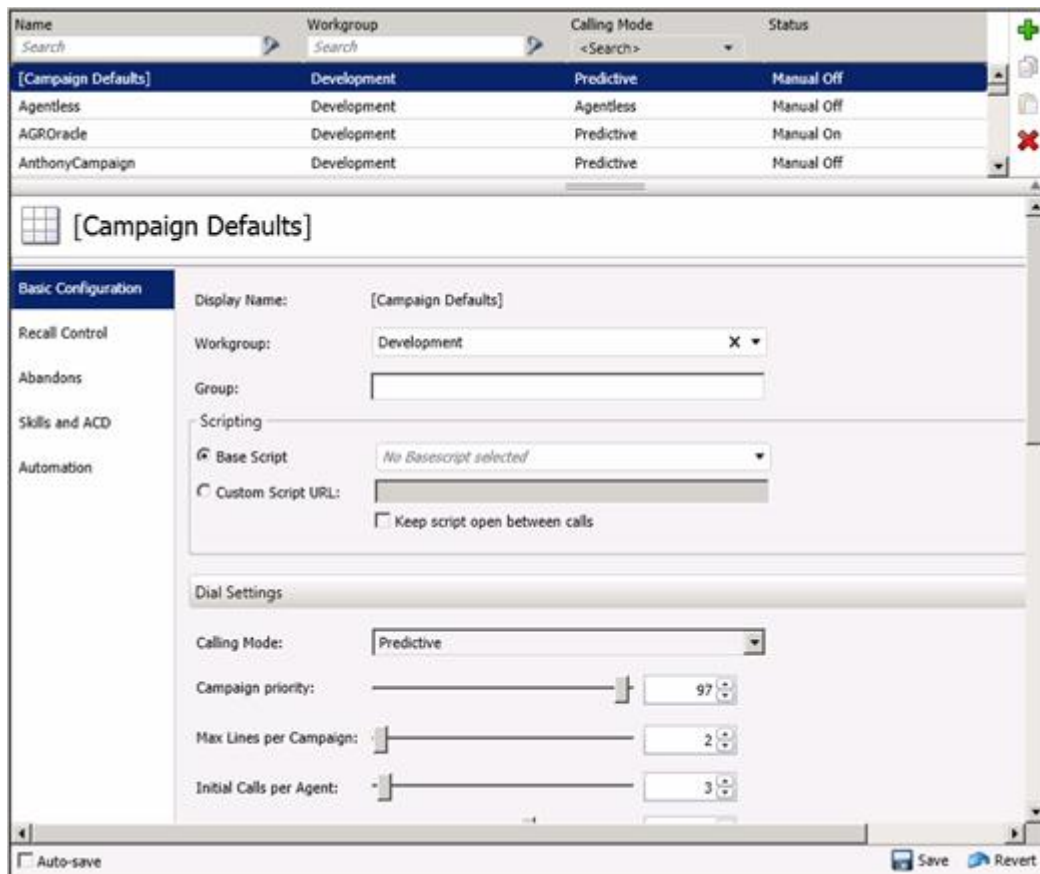 Name Workgroup Calling Mode Status
Search Search <Search>
[Campaign Defaults] Development Predictive Manual Off
Agentless Development Agentless Manual Off
AGROracle Development Predictive Manual On
AnthonyCampaign Development Predictive Manual Off
[Campaign Defaults]
Basic Configuration
Recall Control
Abandons
Skills and ACD
Automation
Display Name: [Campaign Defaults]
Workgroup: Development X
Group:
Scripting
Base Script No Basescript selected
Custom Script URL:
Keep script open between calls
Dial Settings
Calling Mode: Predictive
Campaign priority: 97
Max Lines per Campaign: 2
Initial Calls per Agent: 3
Auto-save Save Revert